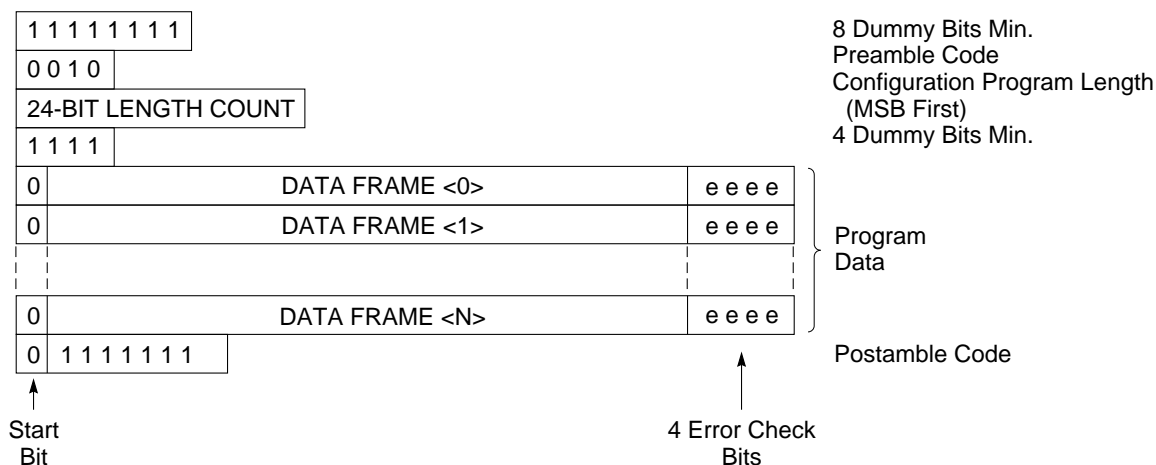 1 1 1 1 1 1 1 1 8 Dummy Bits Min.
0 0 1 0 Preamble Code
24-BIT LENGTH COUNT Configuration Program Length
(MSB First)
1 1 1 1 4 Dummy Bits Min.
0 DATA FRAME <0> e e e e
0 DATA FRAME <1> e e e e
Program
Data
0 DATA FRAME <N> e e e e
0 1 1 1 1 1 1 1 Postamble Code
Start
Bit
4 Error Check
Bits